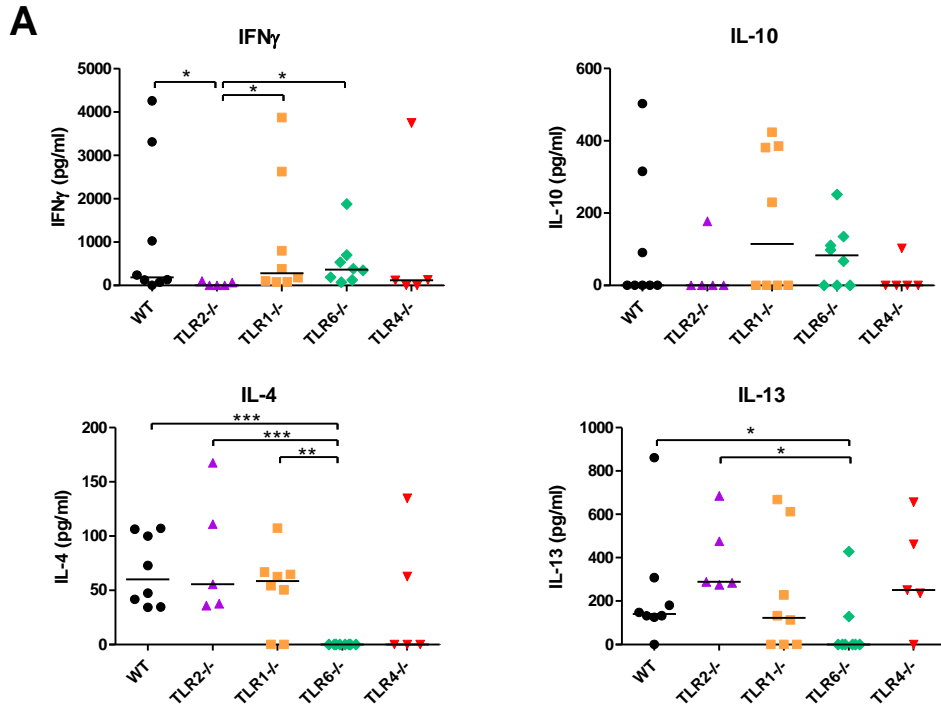 A
IFNγ
IFNγ (pg/ml)
5000
4000
3000
2000
1000
0
*
*
*
WT
TLR2-/-
TLR1-/-
TLR6-/-
TLR4-/-
IL-10
IL-10 (pg/ml)
600
400
200
0
WT
TLR2-/-
TLR1-/-
TLR6-/-
TLR4-/-
IL-4
IL-4 (pg/ml)
200
150
100
50
0
***
***
**
WT
TLR2-/-
TLR1-/-
TLR6-/-
TLR4-/-
IL-13
IL-13 (pg/ml)
1000
800
600
400
200
0
*
*
WT
TLR2-/-
TLR1-/-
TLR6-/-
TLR4-/-